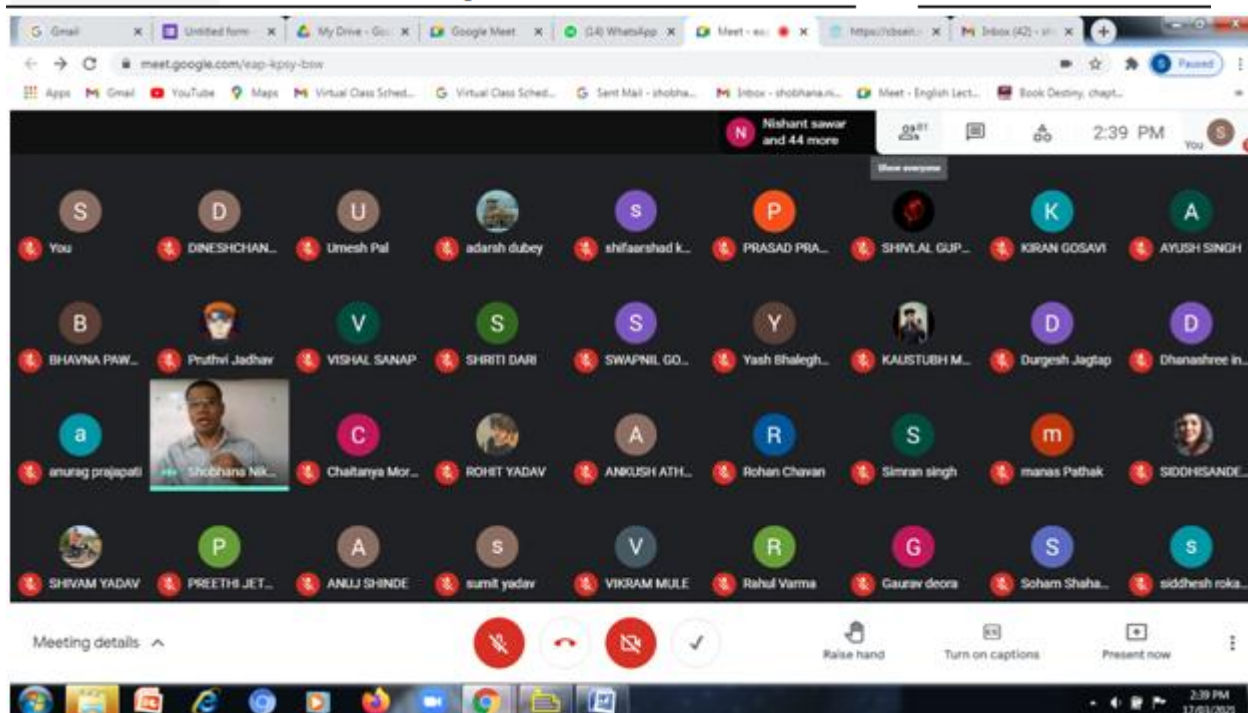 Gmail
Untitled form
My Drive - Go
Google Meet
(14) WhatsApp
Meet - ea
Inbox (42) - sh
meet.google.com/eap-kpsy-bsw
Paused
Apps
Gmail
YouTube
Maps
Virtual Class Sched...
Virtual Class Sched...
Sent Mail - shobha...
Inbox - shobhana.n...
Meet - English Lect...
Book Destiny, chapt...
N
Nishant sawar
and 44 more
81
2:39 PM
You
S
Show everyone
S
D
U
s
P
K
A
You
DINESHCHAN...
Umesh Pal
adarsh dubey
shifaarshad k...
PRASAD PRA...
SHIVLAL GUP...
KIRAN GOSAVI
AYUSH SINGH
B
V
S
S
Y
D
D
BHAVNA PAW...
Pruthvi Jadhav
VISHAL SANAP
SHRITI DARI
SWAPNIL GO...
Yash Bhalegh...
KAUSTUBH M...
Durgesh Jagtap
Dhanashree in...
a
C
A
R
S
m
anurag prajapati
Shobhana Nik...
Chaitanya Mor...
ROHIT YADAV
ANKUSH ATH...
Rohan Chavan
Simran singh
manas Pathak
SIDDHISANDE...
P
A
s
V
R
G
S
s
SHIVAM YADAV
PREETHI JET...
ANUJ SHINDE
sumit yadav
VIKRAM MULE
Rahul Varma
Gaurav deora
Soham Shaha...
siddhesh roka...
Meeting details
Raise hand
Turn on captions
Present now
2:39 PM
17/03/2021